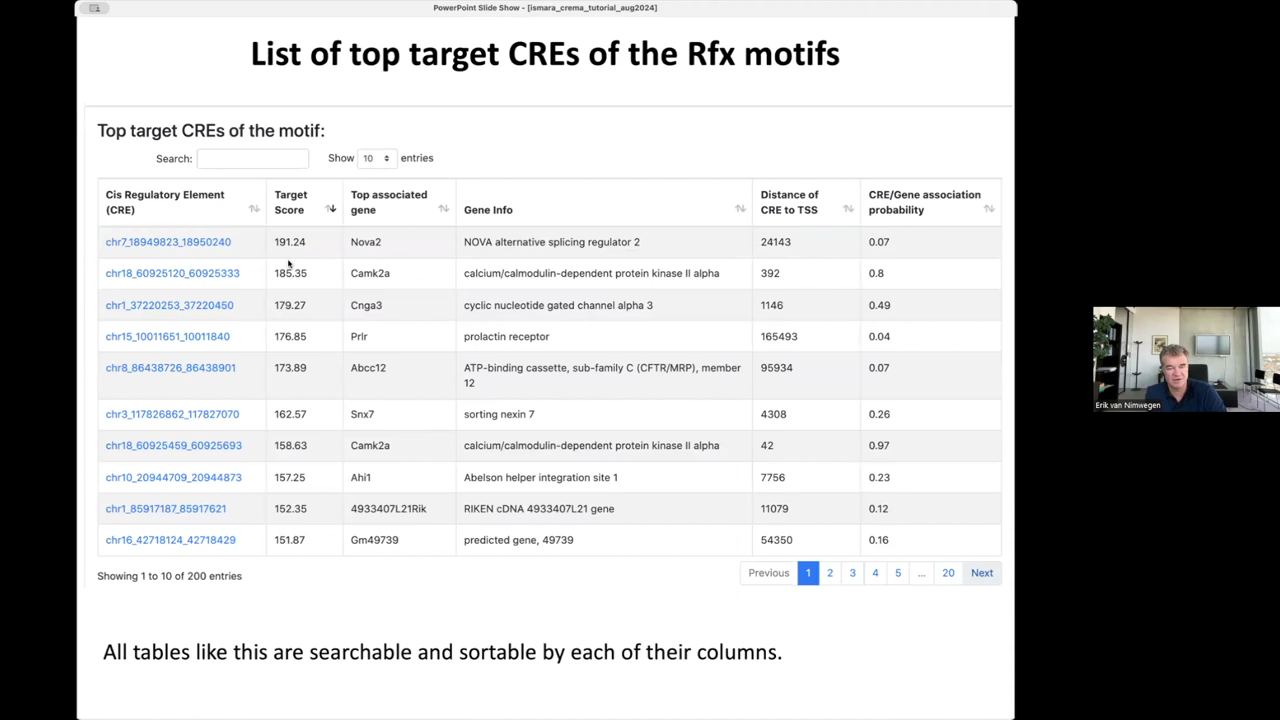 PowerPoint Slide Show - [ismara_crema_tutorial_aug2024]
List of top target CREs of the Rfx motifs
Top target CREs of the motif:
Search: Show 10 entries
Cis Regulatory Element (CRE) Target Score Top associated gene Gene Info Distance of CRE to TSS CRE/Gene association probability
chr7_18949823_18950240 191.24 Nova2 NOVA alternative splicing regulator 2 24143 0.07
chr18_60925120_60925333 185.35 Camk2a calcium/calmodulin-dependent protein kinase II alpha 392 0.8
chr1_37220253_37220450 179.27 Cnga3 cyclic nucleotide gated channel alpha 3 1146 0.49
chr15_10011651_10011840 176.85 Prlr prolactin receptor 165493 0.04
chr8_86438726_86438901 173.89 Abcc12 ATP-binding cassette, sub-family C (CFTR/MRP), member 12 95934 0.07
chr3_117826862_117827070 162.57 Snx7 sorting nexin 7 4308 0.26
chr18_60925459_60925693 158.63 Camk2a calcium/calmodulin-dependent protein kinase II alpha 42 0.97
chr10_20944709_20944873 157.25 Ahi1 Abelson helper integration site 1 7756 0.23
chr1_85917187_85917621 152.35 4933407L21Rik RIKEN cDNA 4933407L21 gene 11079 0.12
chr16_42718124_42718429 151.87 Gm49739 predicted gene, 49739 54350 0.16
Showing 1 to 10 of 200 entries
Previous 1 2 3 4 5 ... 20 Next
All tables like this are searchable and sortable by each of their columns.
Erik van Nimwegen